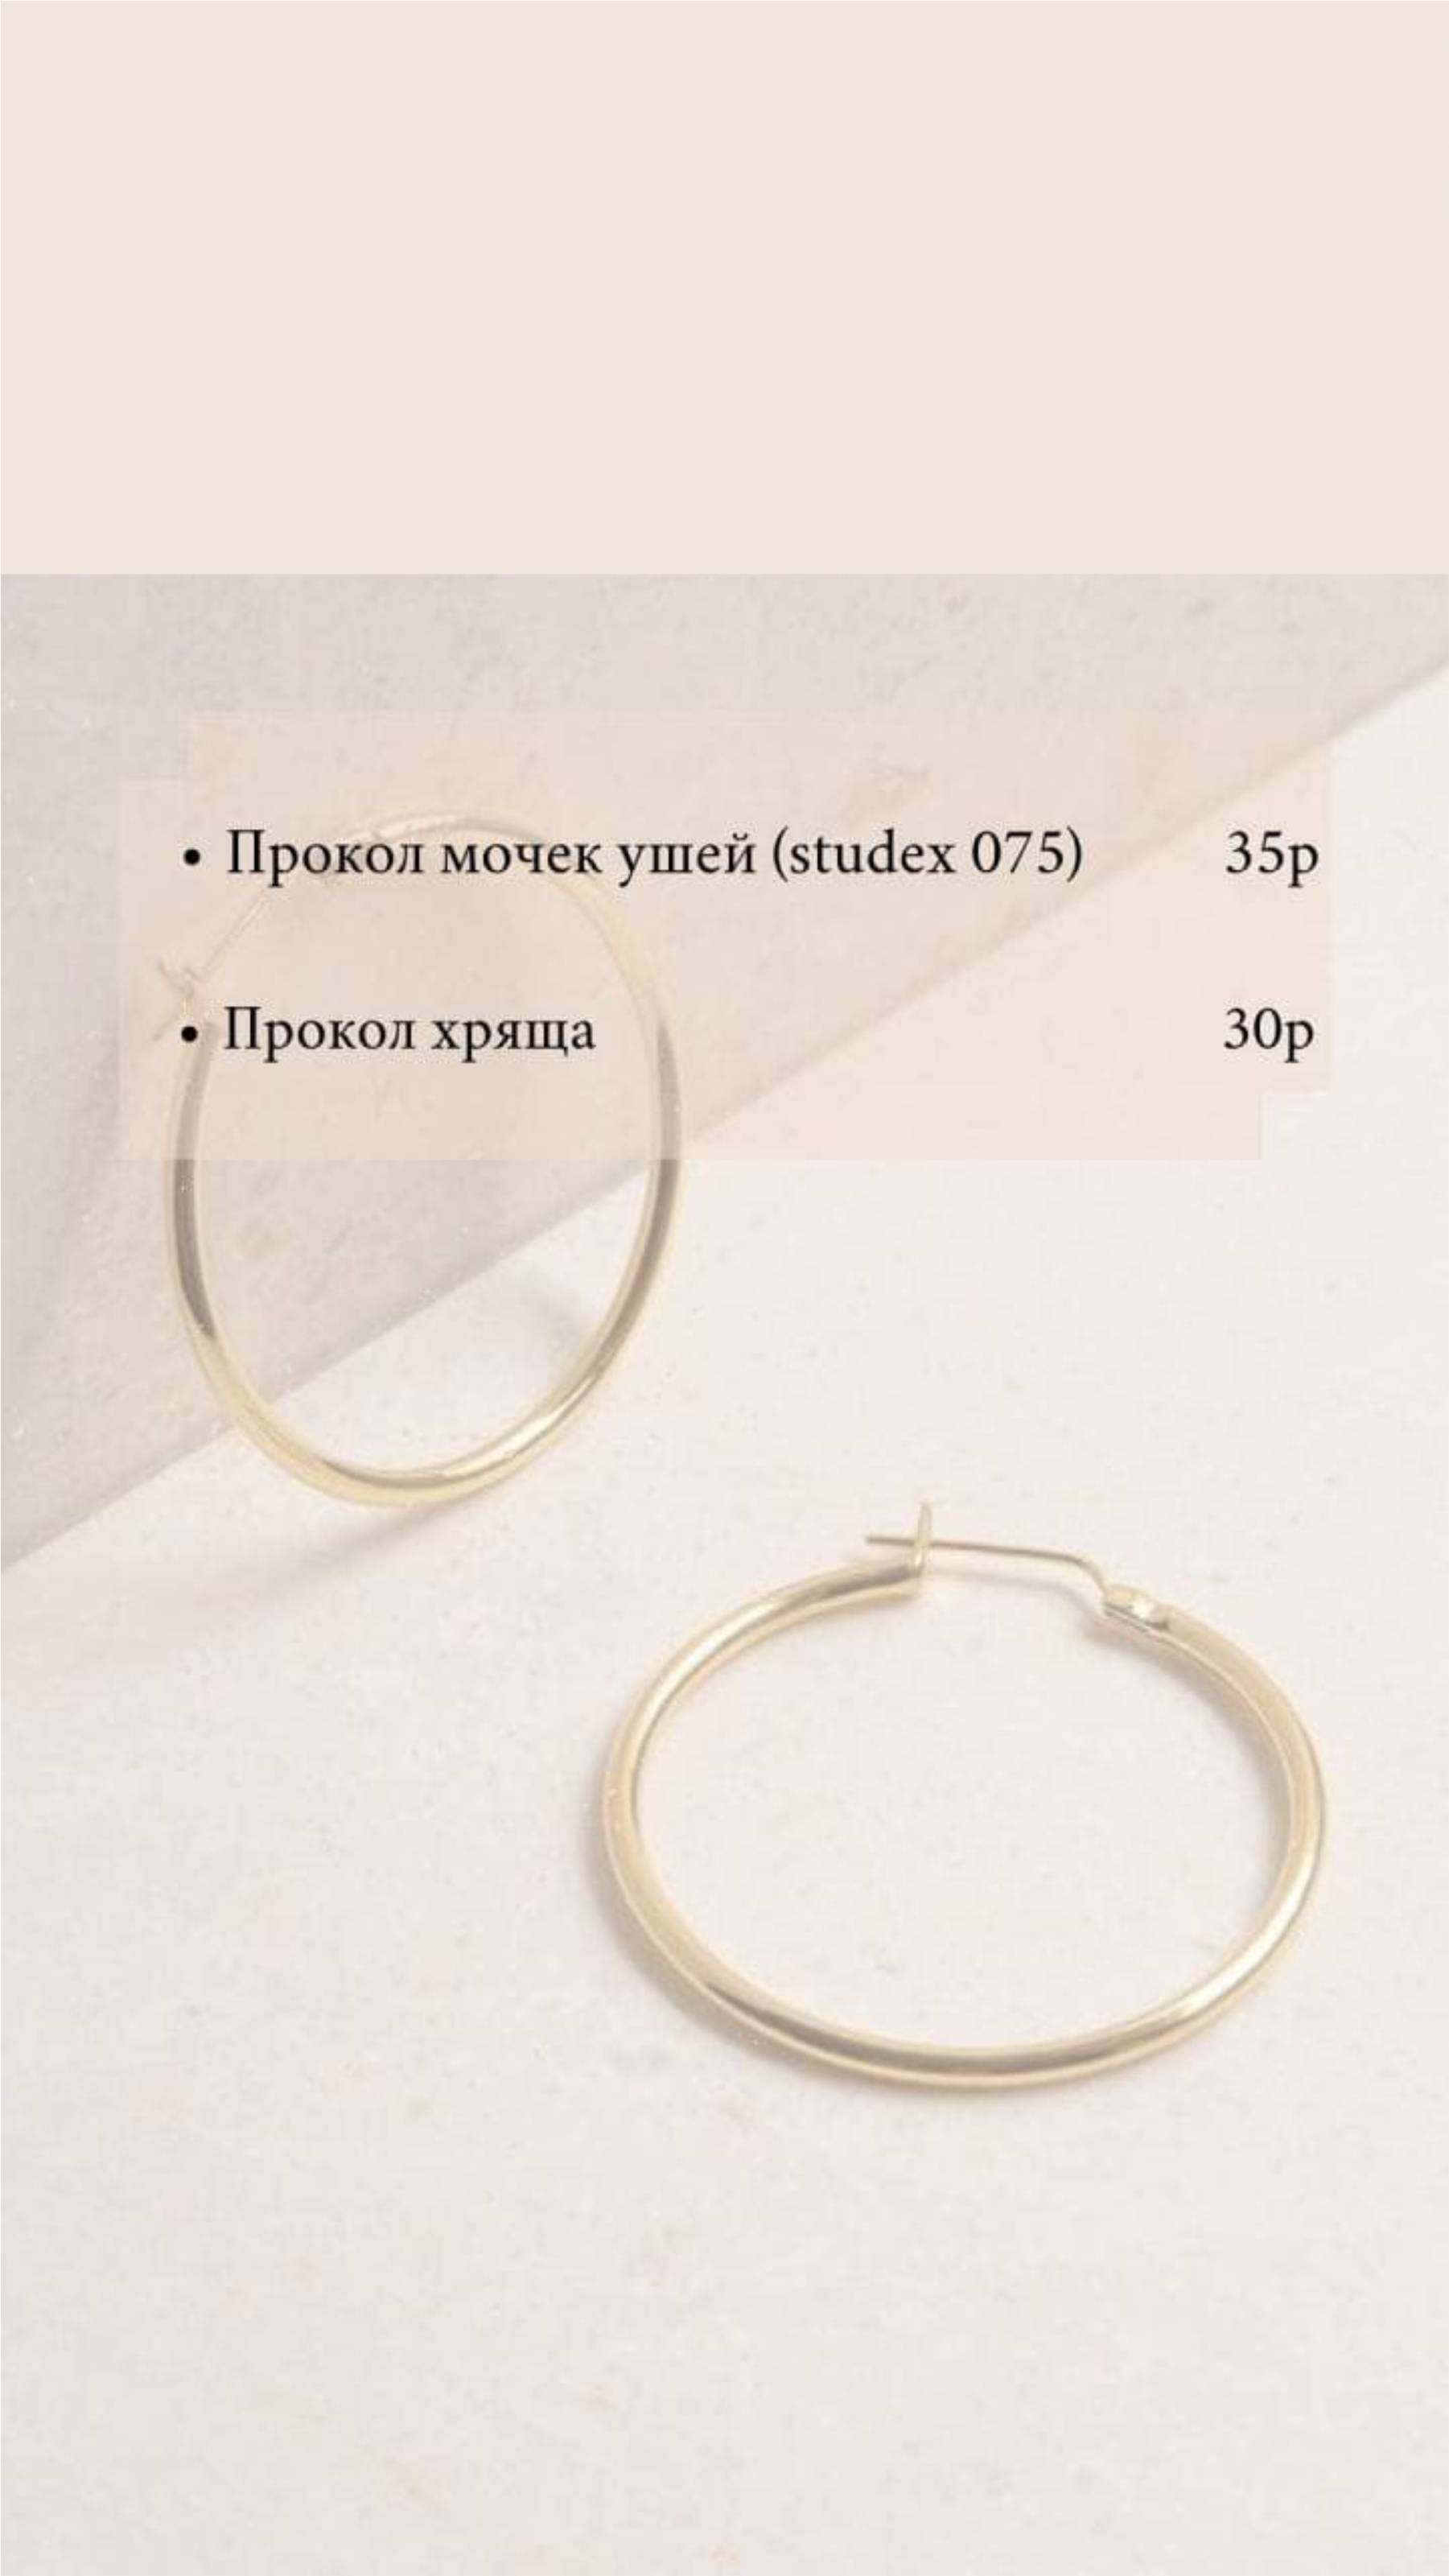 • Прокол мочек ушей (studex 075) 35р
• Прокол хряща 30р